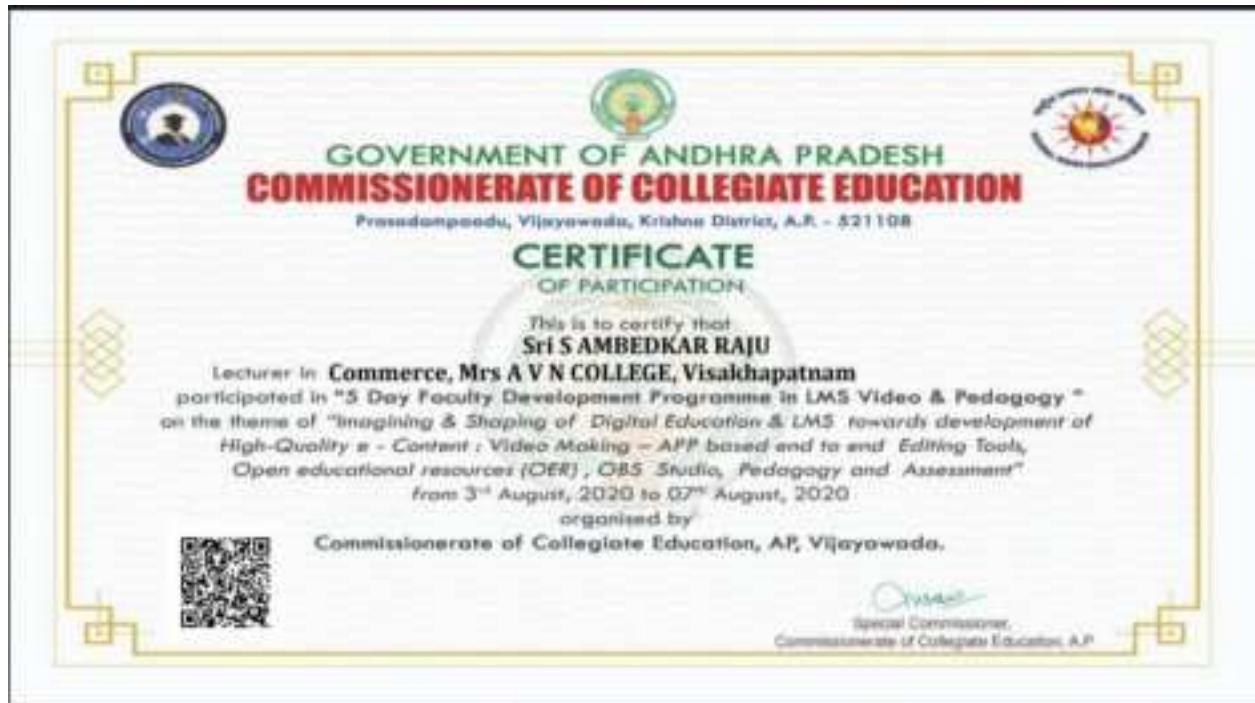 GOVERNMENT OF ANDHRA PRADESH
COMMISSIONERATE OF COLLEGIATE EDUCATION
Prasadampaadu, Vijayawada, Krishna District, A.P. - 521108
CERTIFICATE
OF PARTICIPATION
This is to certify that
Sri S AMBEDKAR RAJU
Lecturer in Commerce, Mrs A V N COLLEGE, Visakhapatnam
participated in "5 Day Faculty Development Programme in LMS Video & Pedagogy "
on the theme of "Imagining & Shaping of Digital Education & LMS towards development of
High-Quality e - Content : Video Making – APP based end to end Editing Tools,
Open educational resources (OER) , OBS Studio, Pedagogy and Assessment"
from 3rd August, 2020 to 07th August, 2020
organised by
Commissionerate of Collegiate Education, AP, Vijayawada.
Special Commissioner,
Commissionerate of Collegiate Education, A.P